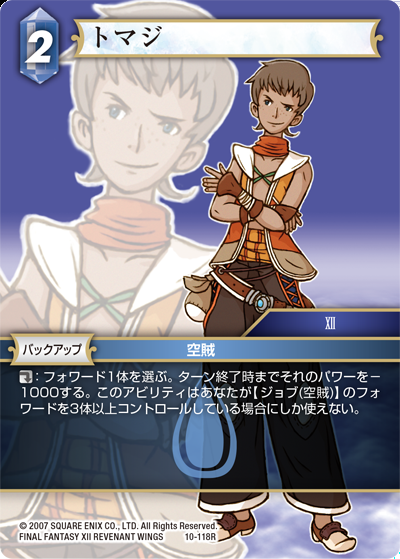 2
トマジ
XII
バックアップ
空賊
：フォワード1体を選ぶ。ターン終了時までそれのパワーを－
1000する。このアビリティはあなたが【ジョブ(空賊)】のフォ
ワードを3体以上コントロールしている場合にしか使えない。
© 2007 SQUARE ENIX CO., LTD. All Rights Reserved.
FINAL FANTASY XII REVENANT WINGS 10-118R